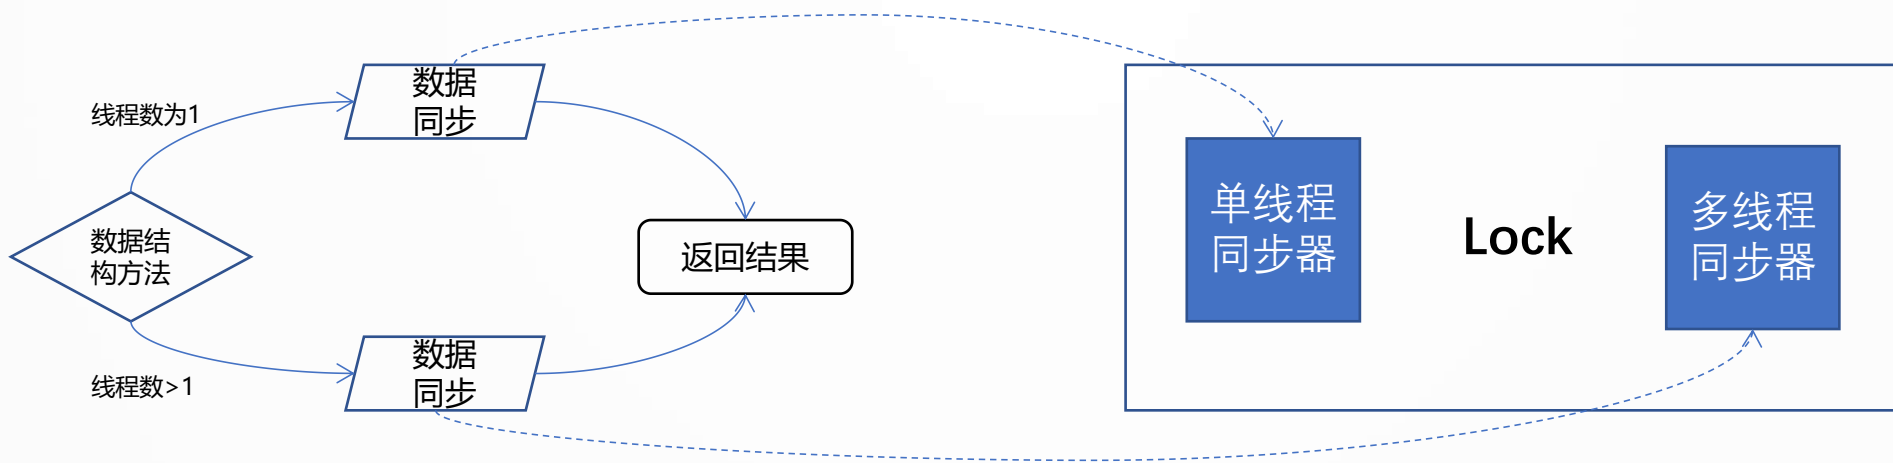 线程数为1
数据
同步
数据结
构方法
返回结果
线程数>1
数据
同步
单线程
同步器
Lock
多线程
同步器